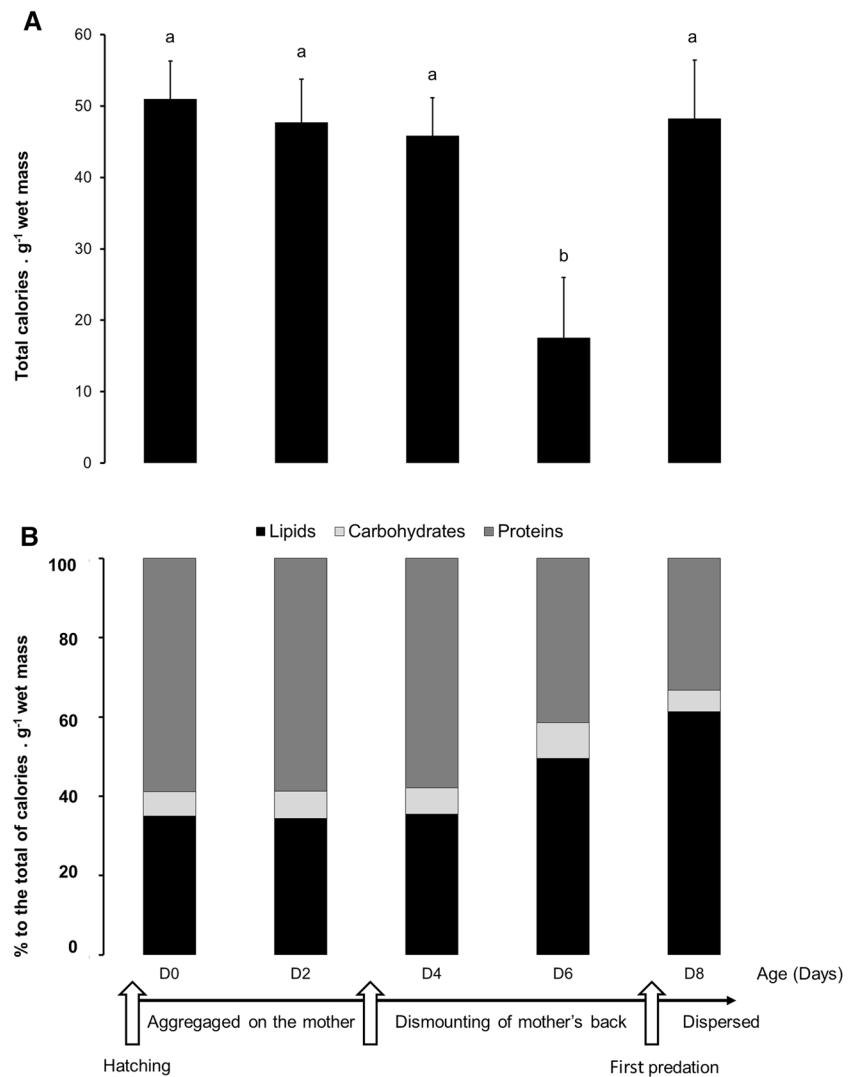 A
Total calories . g-1 wet mass
60
50
40
30
20
10
0
a
a
a
b
a
B
Lipids Carbohydrates Proteins
% to the total of calories . g-1 wet mass
100
80
60
40
20
0
D0 D2 D4 D6 D8 Age (Days)
Aggregaged on the mother Dismounting of mother's back Dispersed
Hatching First predation